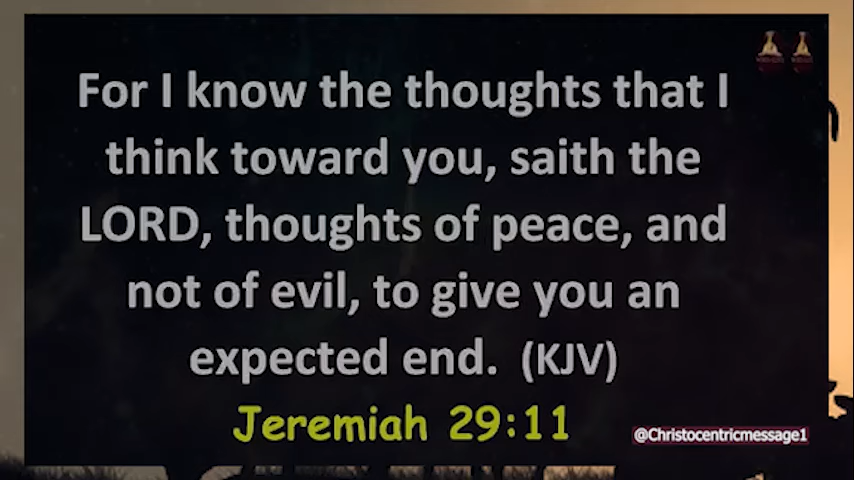 For I know the thoughts that I
think toward you, saith the
LORD, thoughts of peace, and
not of evil, to give you an
expected end. (KJV)
Jeremiah 29:11
@Christocentricmessage1